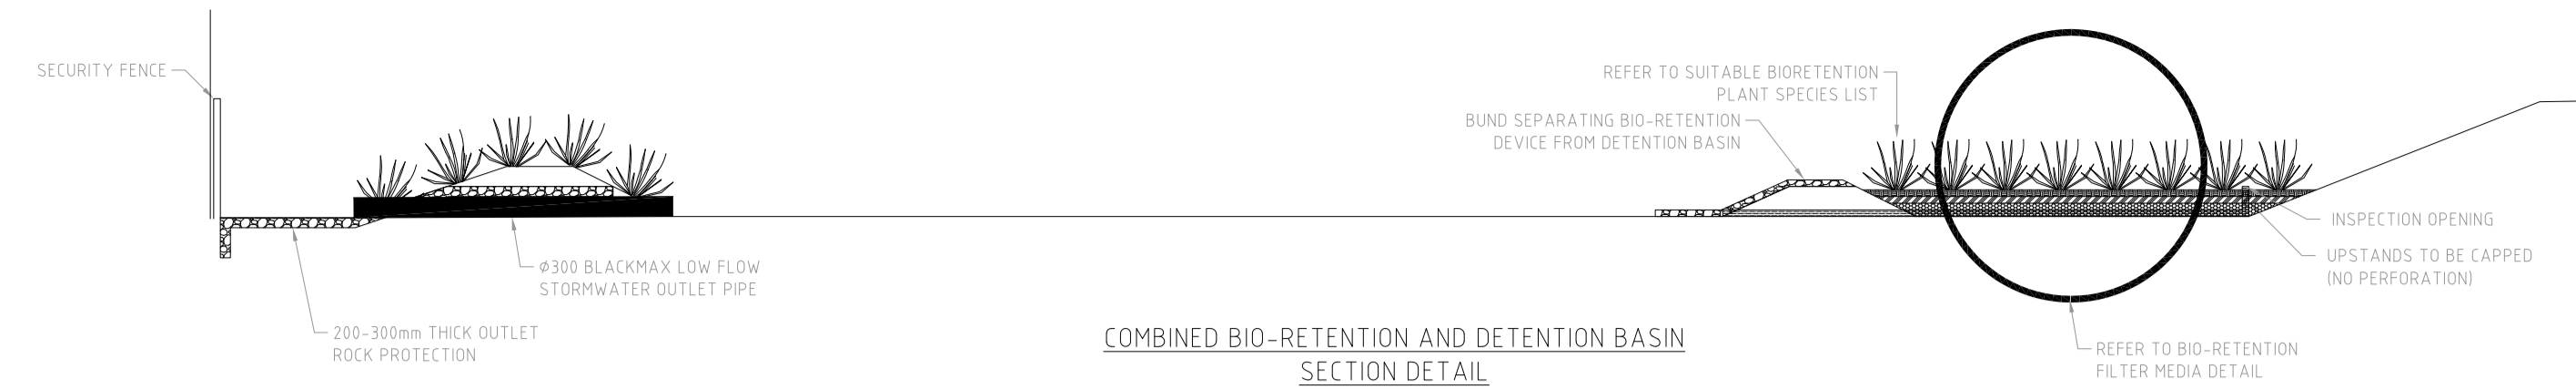 SECURITY FENCE
REFER TO SUITABLE BIORETENTION
PLANT SPECIES LIST
BUND SEPARATING BIO-RETENTION
DEVICE FROM DETENTION BASIN
INSPECTION OPENING
UPSTANDS TO BE CAPPED
(NO PERFORATION)
Ø300 BLACKMAX LOW FLOW
STORMWATER OUTLET PIPE
200-300mm THICK OUTLET
ROCK PROTECTION
COMBINED BIO-RETENTION AND DETENTION BASIN
SECTION DETAIL
REFER TO BIO-RETENTION
FILTER MEDIA DETAIL